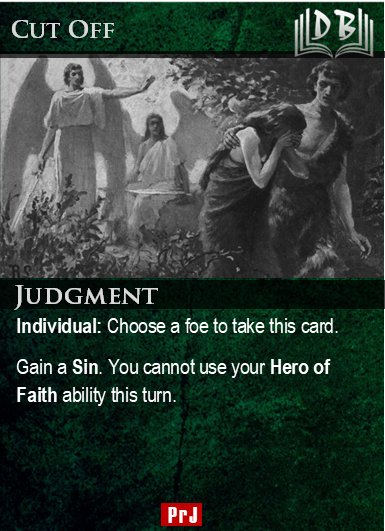 CUT OFF
DB
JUDGMENT
Individual: Choose a foe to take this card.
Gain a Sin. You cannot use your Hero of
Faith ability this turn.
PrJ